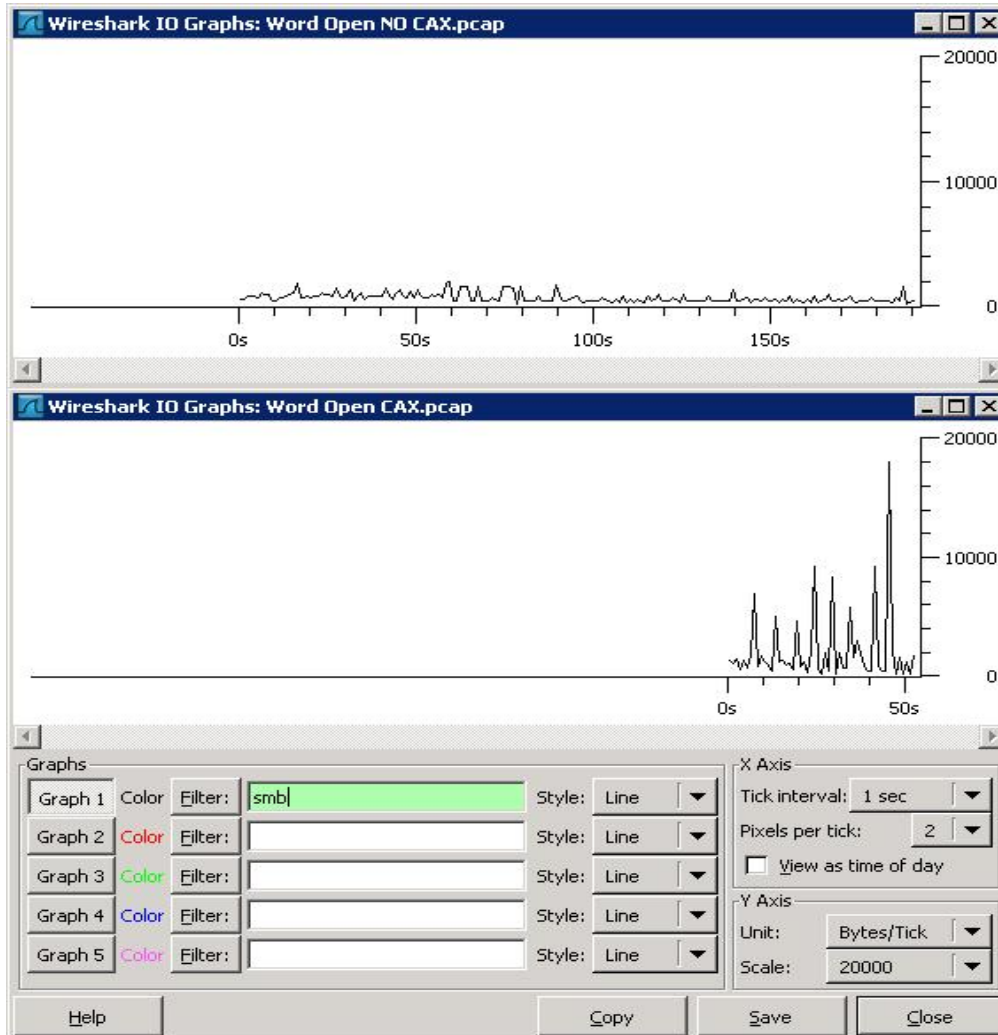 Wireshark IO Graphs: Word Open NO CAX.pcap
20000
10000
0
0s 50s 100s 150s
Wireshark IO Graphs: Word Open CAX.pcap
20000
10000
0
0s 50s
Graphs
Graph 1 Color Filter: smb Style: Line
Graph 2 Color Filter: Style: Line
Graph 3 Color Filter: Style: Line
Graph 4 Color Filter: Style: Line
Graph 5 Color Filter: Style: Line
X Axis
Tick interval: 1 sec
Pixels per tick: 2
View as time of day
Y Axis
Unit: Bytes/Tick
Scale: 20000
Help Copy Save Close